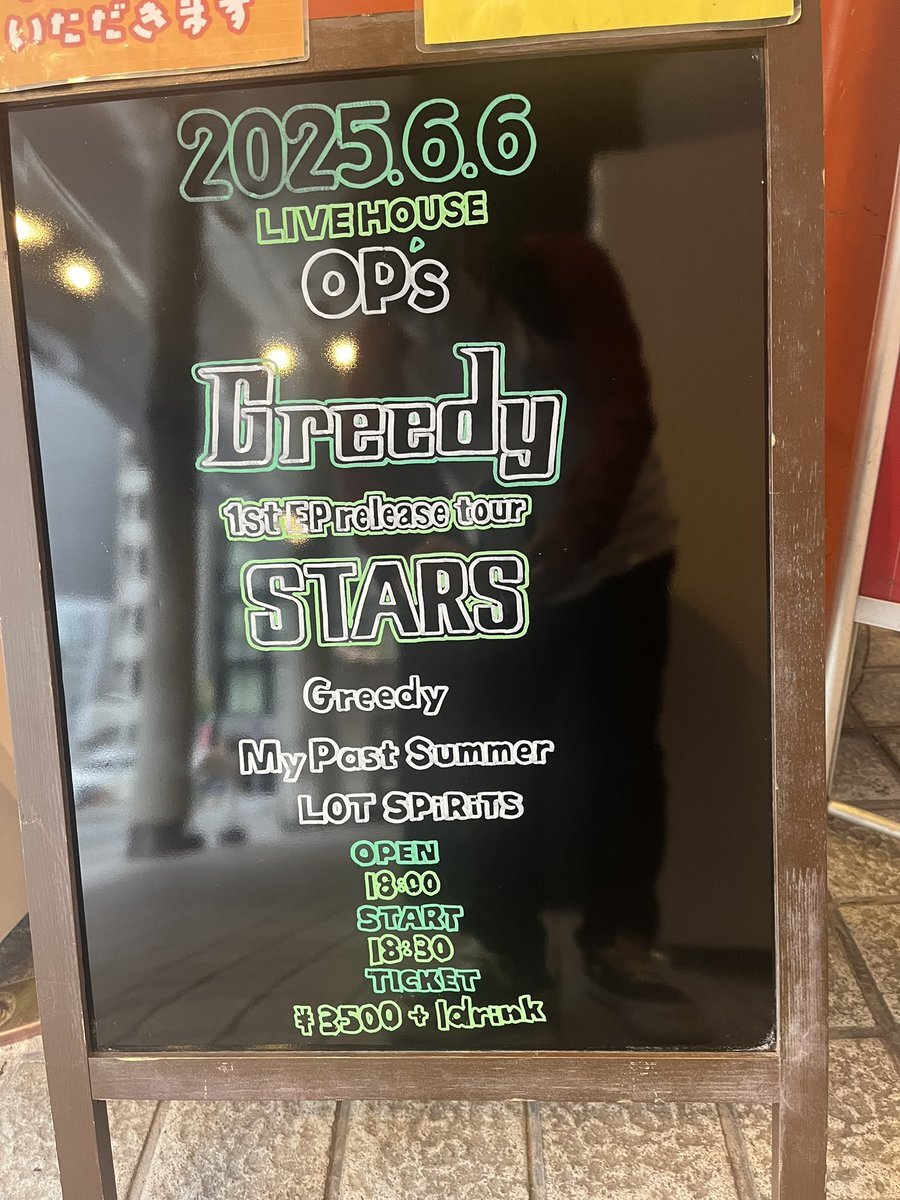 いただきます
2025.6.6
LIVE HOUSE
OP's
Greedy
1st EP release tour
STARS
Greedy
My Past Summer
LOT SPiRiTS
OPEN
18:00
START
18:30
TICKET
¥3500 + 1drink